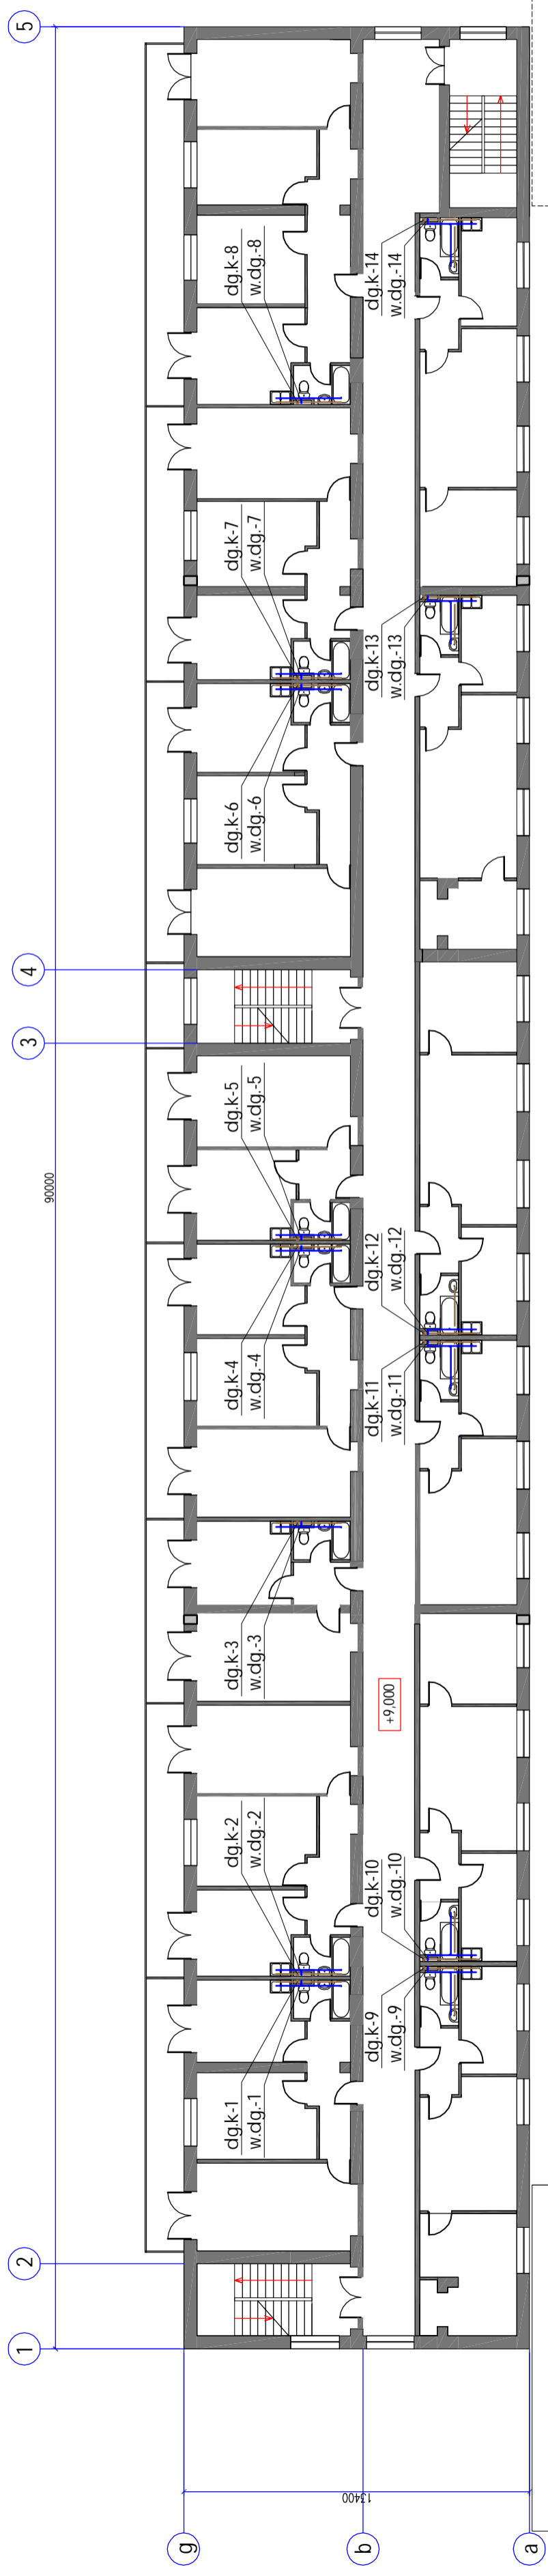 5
4
3
2
1
90000
13400
g
b
a
dg.k-8
w.dg.-8
dg.k-7
w.dg.-7
dg.k-6
w.dg.-6
dg.k-5
w.dg.-5
dg.k-4
w.dg.-4
dg.k-3
w.dg.-3
dg.k-2
w.dg.-2
dg.k-1
w.dg.-1
dg.k-14
w.dg.-14
dg.k-13
w.dg.-13
dg.k-12
w.dg.-12
dg.k-11
w.dg.-11
+9,000
dg.k-10
w.dg.-10
dg.k-9
w.dg.-9